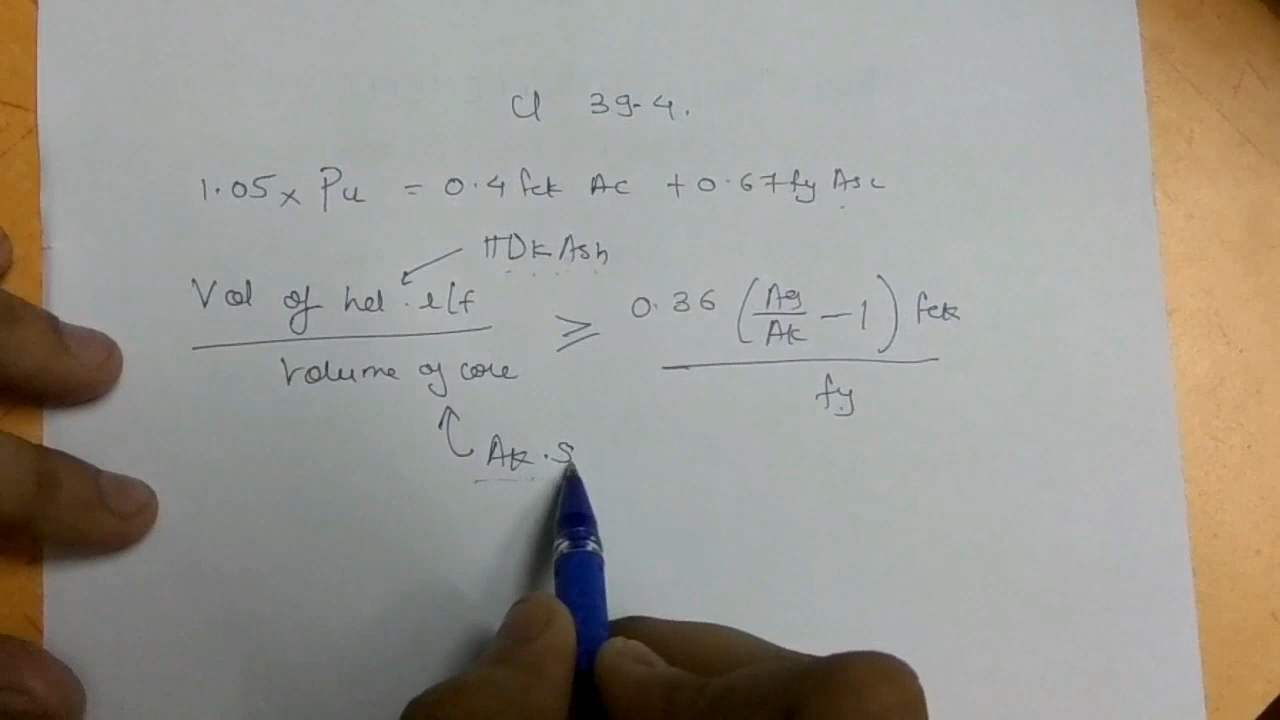 Cl 39.4.
1.05 x Pu = 0.4 fck Ac + 0.67 fy Asc
πDk Ash
Vol of hel r/f ≥ 0.36 (Ag/Ak − 1) fck
Volume of core fy
Ak . S